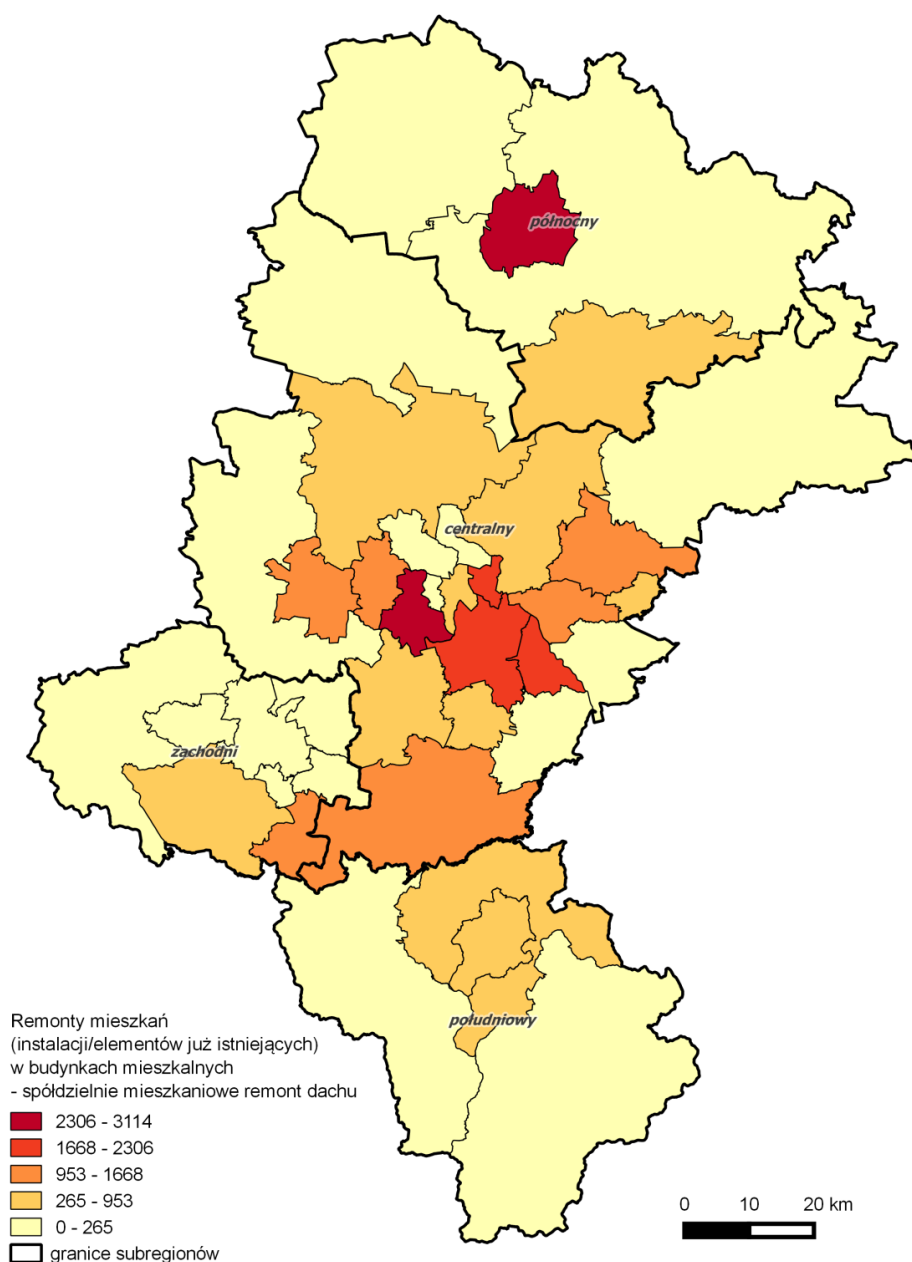 północny
centralny
zachodni
południowy
Remonty mieszkań
(instalacji/elementów już istniejących)
w budynkach mieszkalnych
- spółdzielnie mieszkaniowe remont dachu
2306 - 3114
1668 - 2306
953 - 1668
265 - 953
0 - 265
granice subregionów
0 10 20 km